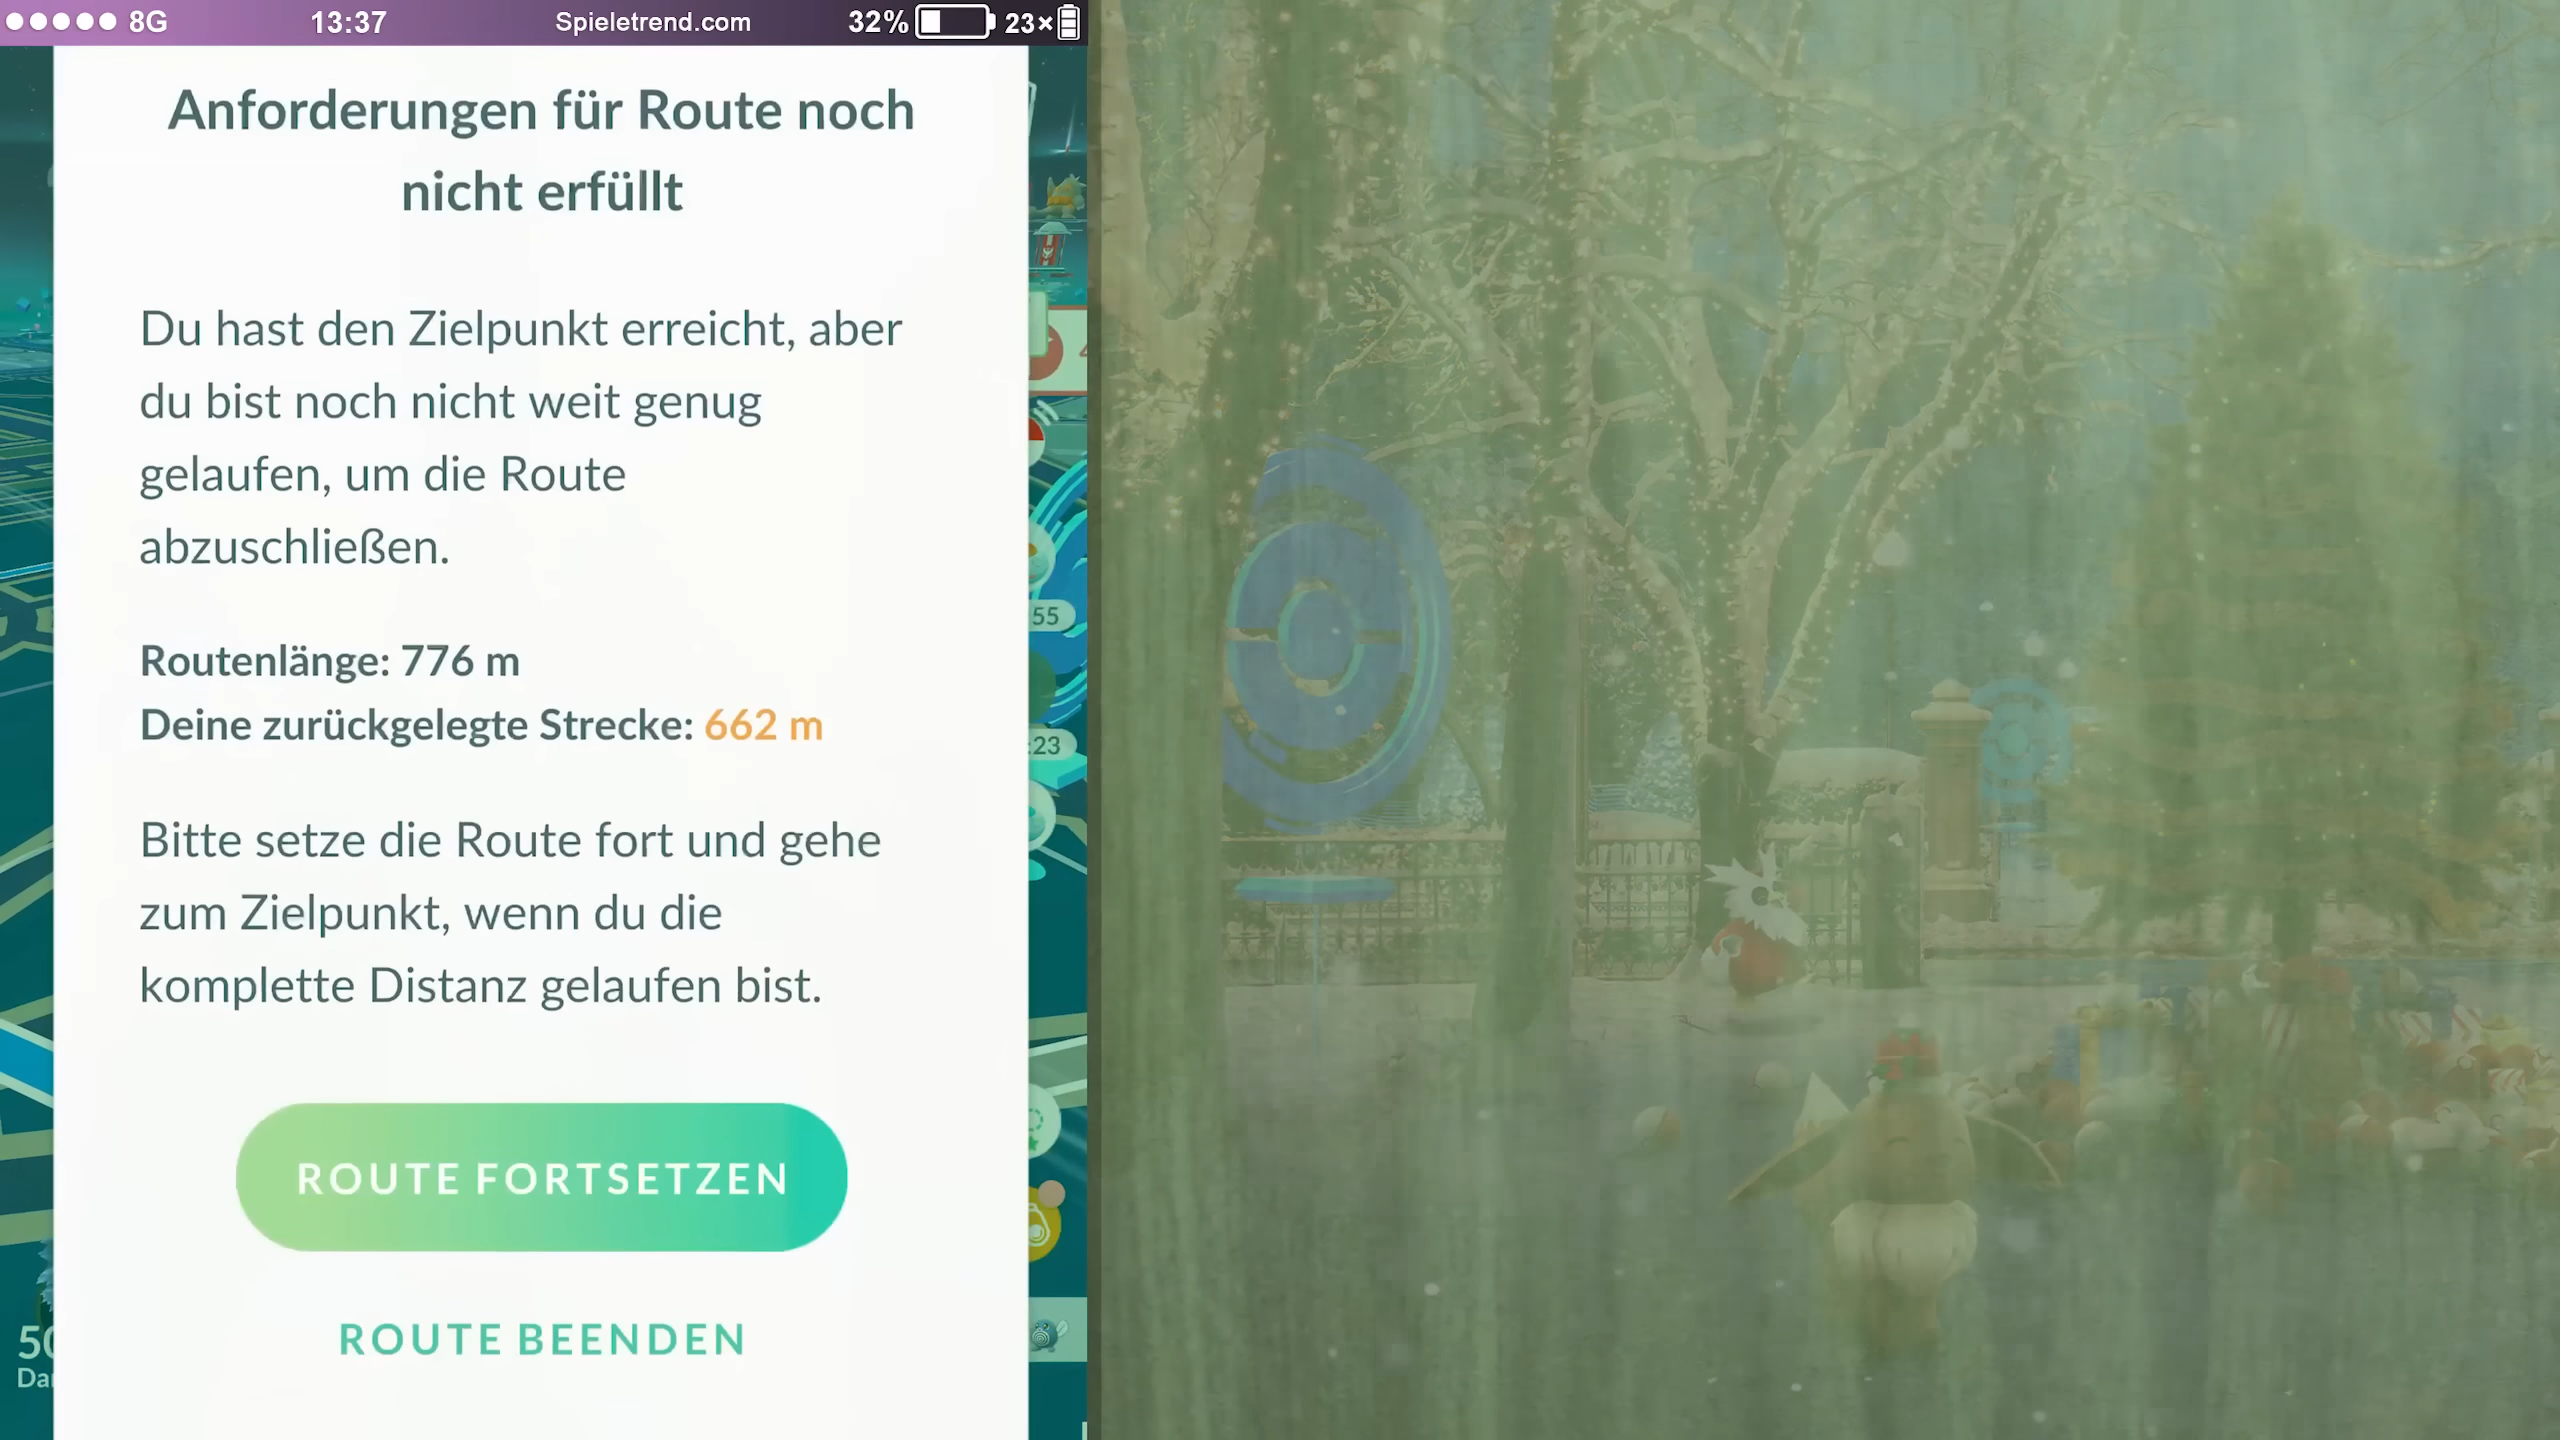 8G 13:37 Spieletrend.com 32% 23×
Anforderungen für Route noch
nicht erfüllt
Du hast den Zielpunkt erreicht, aber
du bist noch nicht weit genug
gelaufen, um die Route
abzuschließen.
55
Routenlänge: 776 m
Deine zurückgelegte Strecke: 662 m
:23
Bitte setze die Route fort und gehe
zum Zielpunkt, wenn du die
komplette Distanz gelaufen bist.
ROUTE FORTSETZEN
ROUTE BEENDEN
50